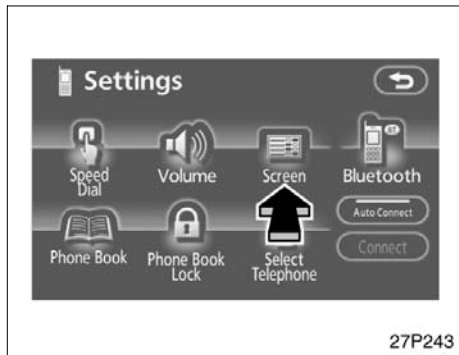 Settings
Speed
Dial
Volume
Screen
Bluetooth
Auto Connect
Phone Book
Phone Book
Lock
Select
Telephone
Connect
27P243